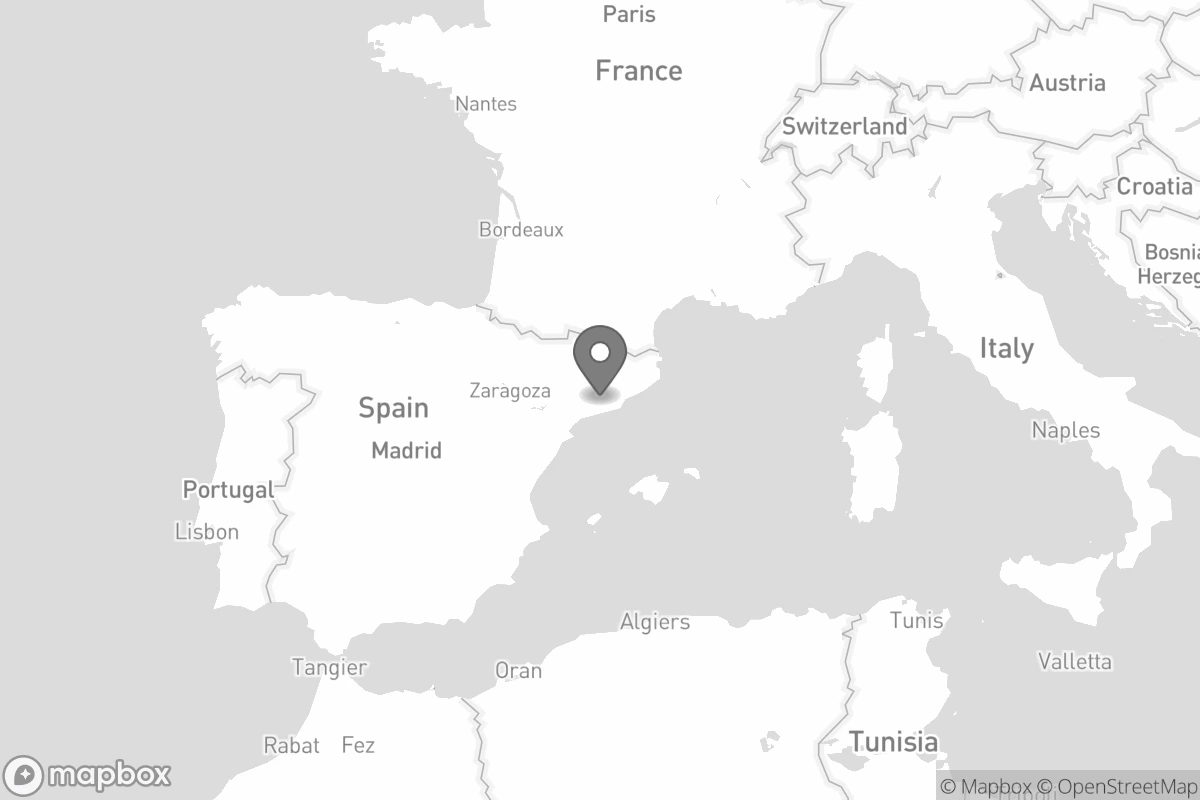 Paris
France
Austria
Nantes
Switzerland
Croatia
Bordeaux
Bosnia
Herzeg
Italy
Zaragoza
Spain
Naples
Madrid
Portugal
Lisbon
Algiers
Tunis
Valletta
Tangier
Oran
Rabat
Fez
Tunisia
mapbox
© Mapbox © OpenStreetMap